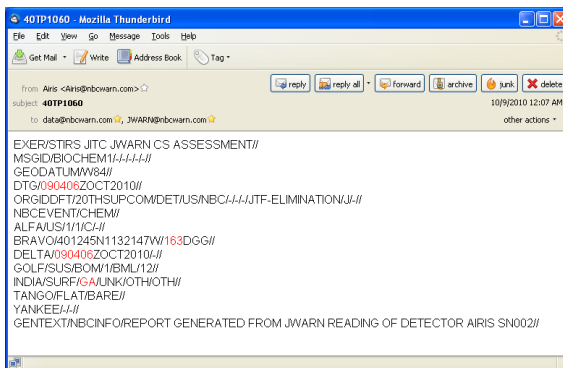 40TP1060 - Mozilla Thunderbird
File Edit View Go Message Tools Help
Get Mail Write Address Book Tag
from Airis <Airis@nbcwarn.com> reply reply all forward archive junk delete
subject 40TP1060 10/9/2010 12:07 AM
to data@nbcwarn.com, JWARN@nbcwarn.com other actions
EXER/STIRS JITC JWARN CS ASSESSMENT//
MSGID/BIOCHEM1/-/-/-/-/-//
GEODATUM/W84//
DTG/090406ZOCT2010//
ORGIDDFT/20THSUPCOM/DET/US/NBC/-/-/-/JTF-ELIMINATION/J/-//
NBCEVENT/CHEM//
ALFA/US/1/1/C/-//
BRAVO/401245N1132147W/163DGG//
DELTA/090406ZOCT2010/-//
GOLF/SUS/BOM/1/BML/12//
INDIA/SURF/GA/UNK/OTH/OTH//
TANGO/FLAT/BARE//
YANKEE/-/-//
GENTEXT/NBCINFO/REPORT GENERATED FROM JWARN READING OF DETECTOR AIRIS SN002//